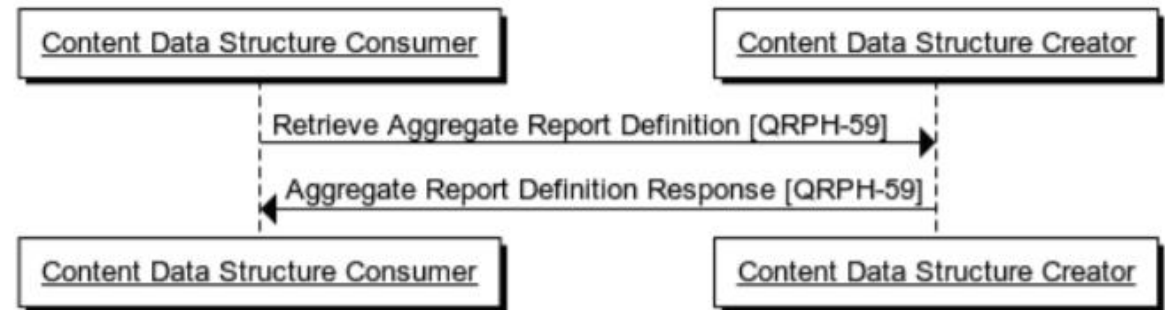 Content Data Structure Consumer
Content Data Structure Creator
Retrieve Aggregate Report Definition [QRPH-59]
Aggregate Report Definition Response [QRPH-59]
Content Data Structure Consumer
Content Data Structure Creator